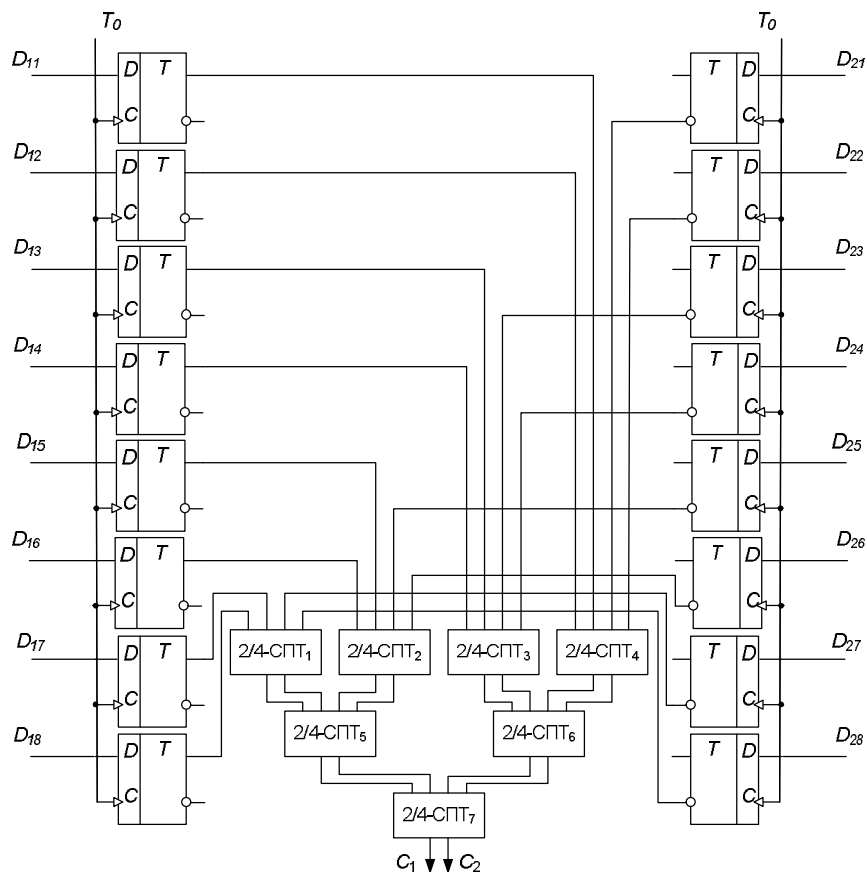 T₀ T₀
D₁₁ D T T D D₂₁
C C
D₁₂ D T T D D₂₂
C C
D₁₃ D T T D D₂₃
C C
D₁₄ D T T D D₂₄
C C
D₁₅ D T T D D₂₅
C C
D₁₆ D T T D D₂₆
C C
2/4-СПТ₁ 2/4-СПТ₂ 2/4-СПТ₃ 2/4-СПТ₄
D₁₇ D T T D D₂₇
C C
2/4-СПТ₅ 2/4-СПТ₆
D₁₈ D T T D D₂₈
C C
2/4-СПТ₇
C₁ C₂